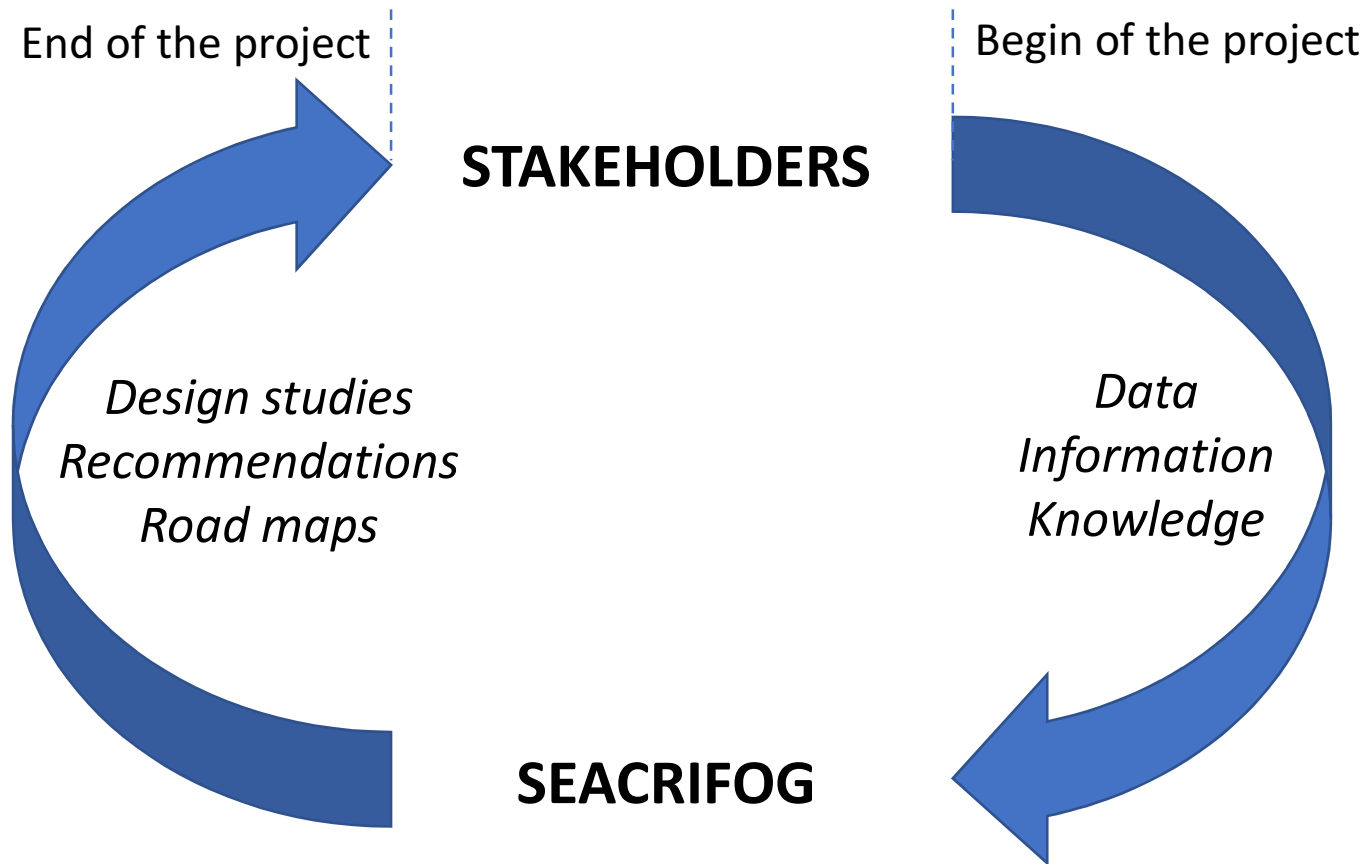 End of the project
Begin of the project
STAKEHOLDERS
Design studies
Recommendations
Road maps
Data
Information
Knowledge
SEACRIFOG